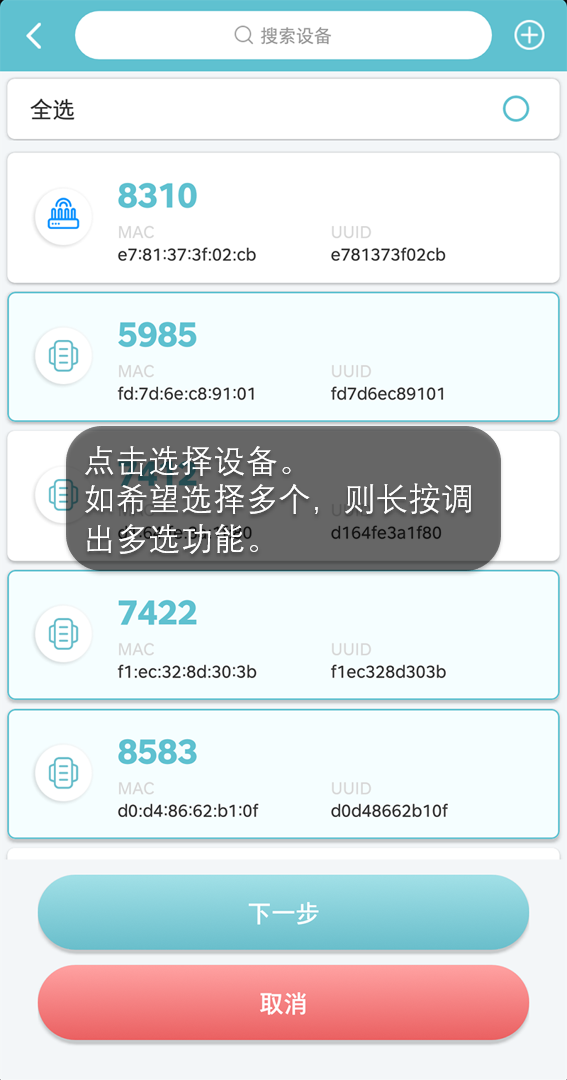 搜索设备
全选
8310
MAC
UUID
e7:81:37:3f:02:cb
e781373f02cb
5985
MAC
UUID
fd:7d:6e:c8:91:01
fd7d6ec89101
7412
点击选择设备。
如希望选择多个，则长按调
出多选功能。
d164fe3a1f80
7422
MAC
UUID
f1:ec:32:8d:30:3b
f1ec328d303b
8583
MAC
UUID
d0:d4:86:62:b1:0f
d0d48662b10f
下一步
取消